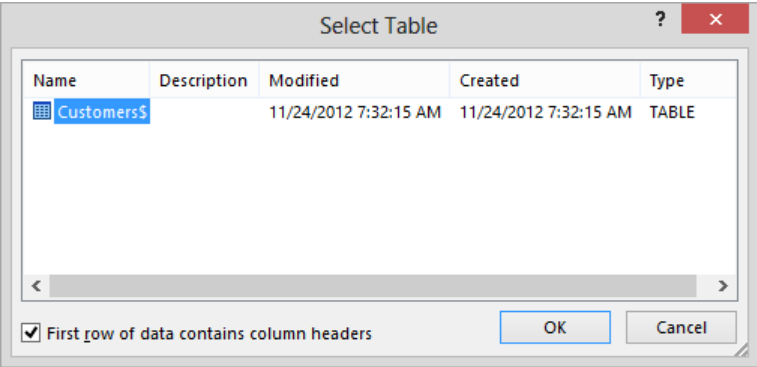 Select Table
?
Name Description Modified Created Type
Customers$ 11/24/2012 7:32:15 AM 11/24/2012 7:32:15 AM TABLE
First row of data contains column headers
OK Cancel